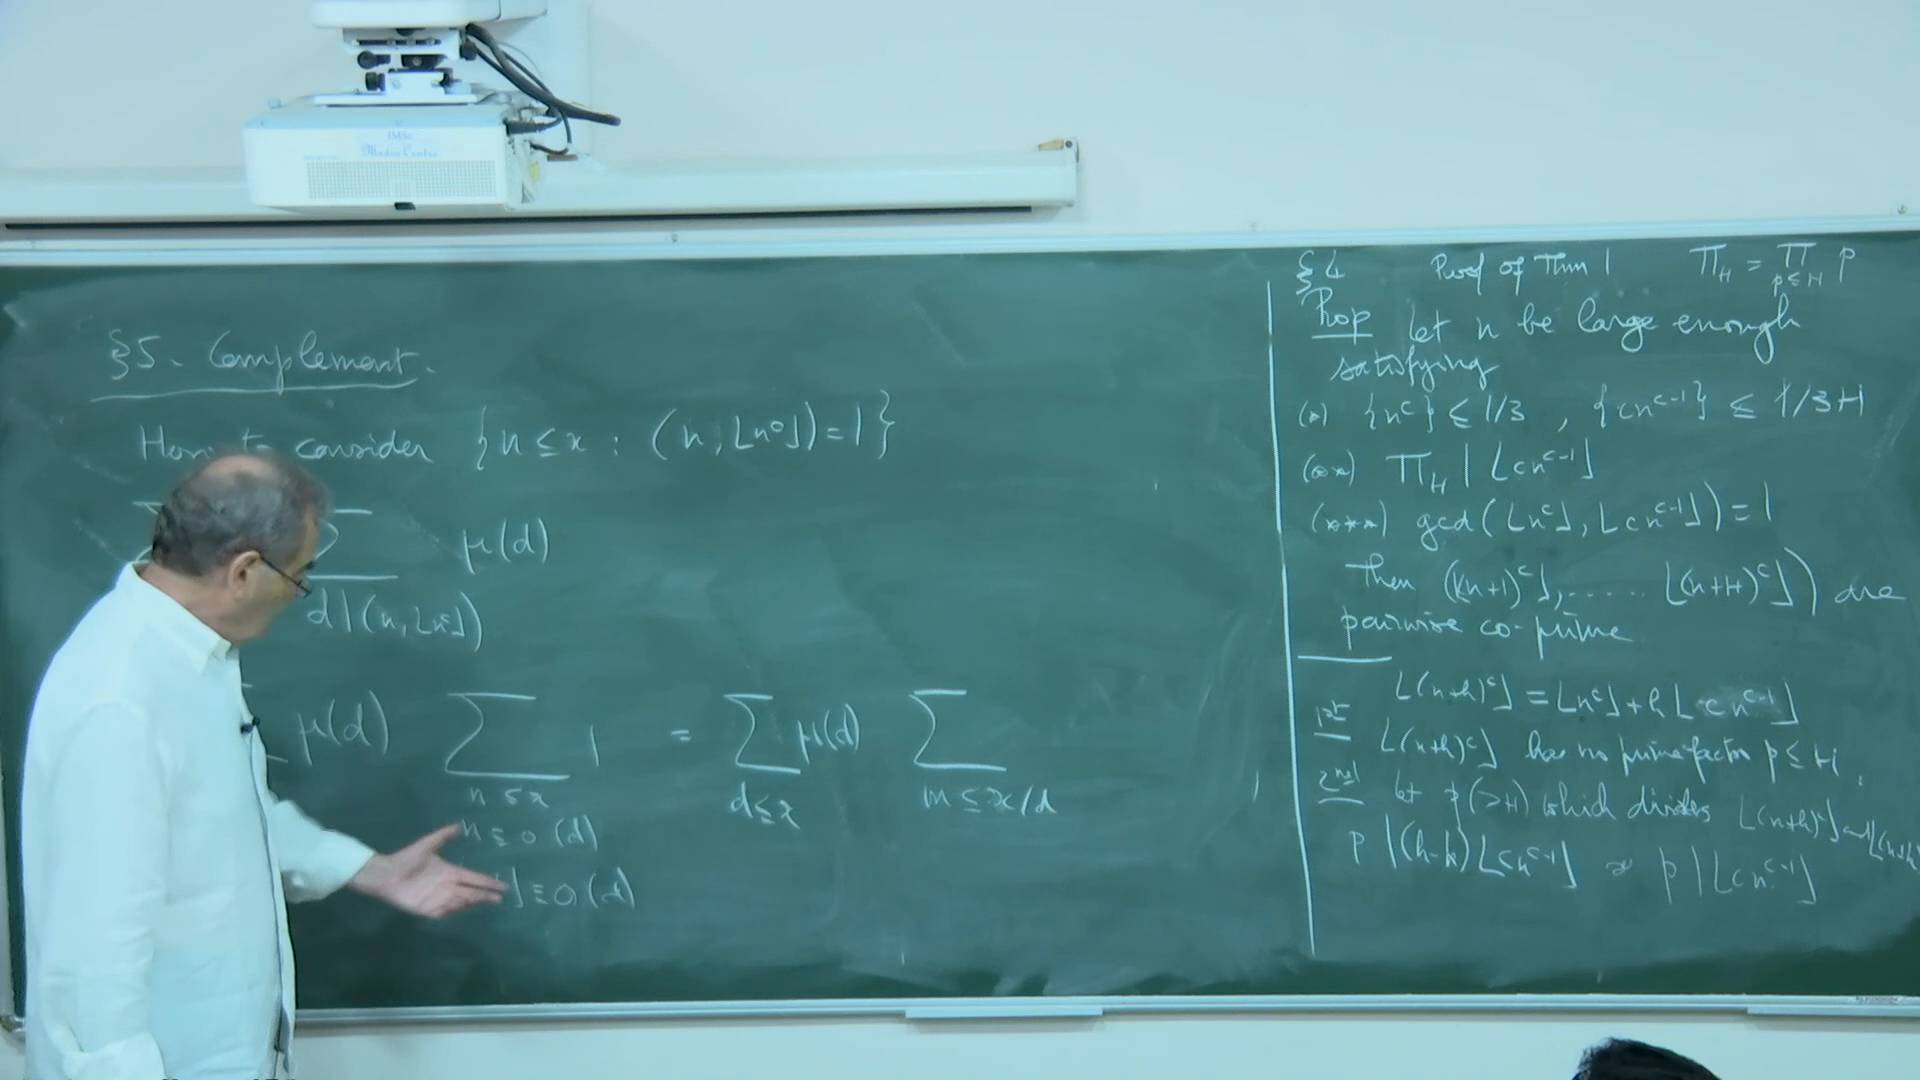 IMSc
Media Centre
§5. Complement.
How to consider {n ≤ x : (n, ⌊n^c⌋) = 1}
∑ ∑ μ(d)
d|(n,⌊n^c⌋)
μ(d) ∑ 1 = ∑ μ(d) ∑
n ≤ x d ≤ x m ≤ x/d
n ≡ 0 (d)
⌋ ≡ 0 (d)
§4 Proof of Thm 1 Π_H = Π_{p≤H} p
Prop Let n be large enough
satisfying
(*) {n^c} ≤ 1/3 , {cn^{c-1}} ≤ 1/3H
(**) Π_H | ⌊cn^{c-1}⌋
(***) gcd(⌊n^c⌋, ⌊cn^{c-1}⌋) = 1
Then (⌊(n+1)^c⌋, ...... ⌊(n+H)^c⌋) are
pairwise co-prime
⌊(n+h)^c⌋ = ⌊n^c⌋ + h⌊cn^{c-1}⌋
1st ⌊(n+h)^c⌋ has no prime factor p ≤ H.
2nd Let p(>H) which divides ⌊(n+h)^c⌋ and ⌊(n+k)
p | (h-k)⌊cn^{c-1}⌋ p | ⌊cn^{c-1}⌋